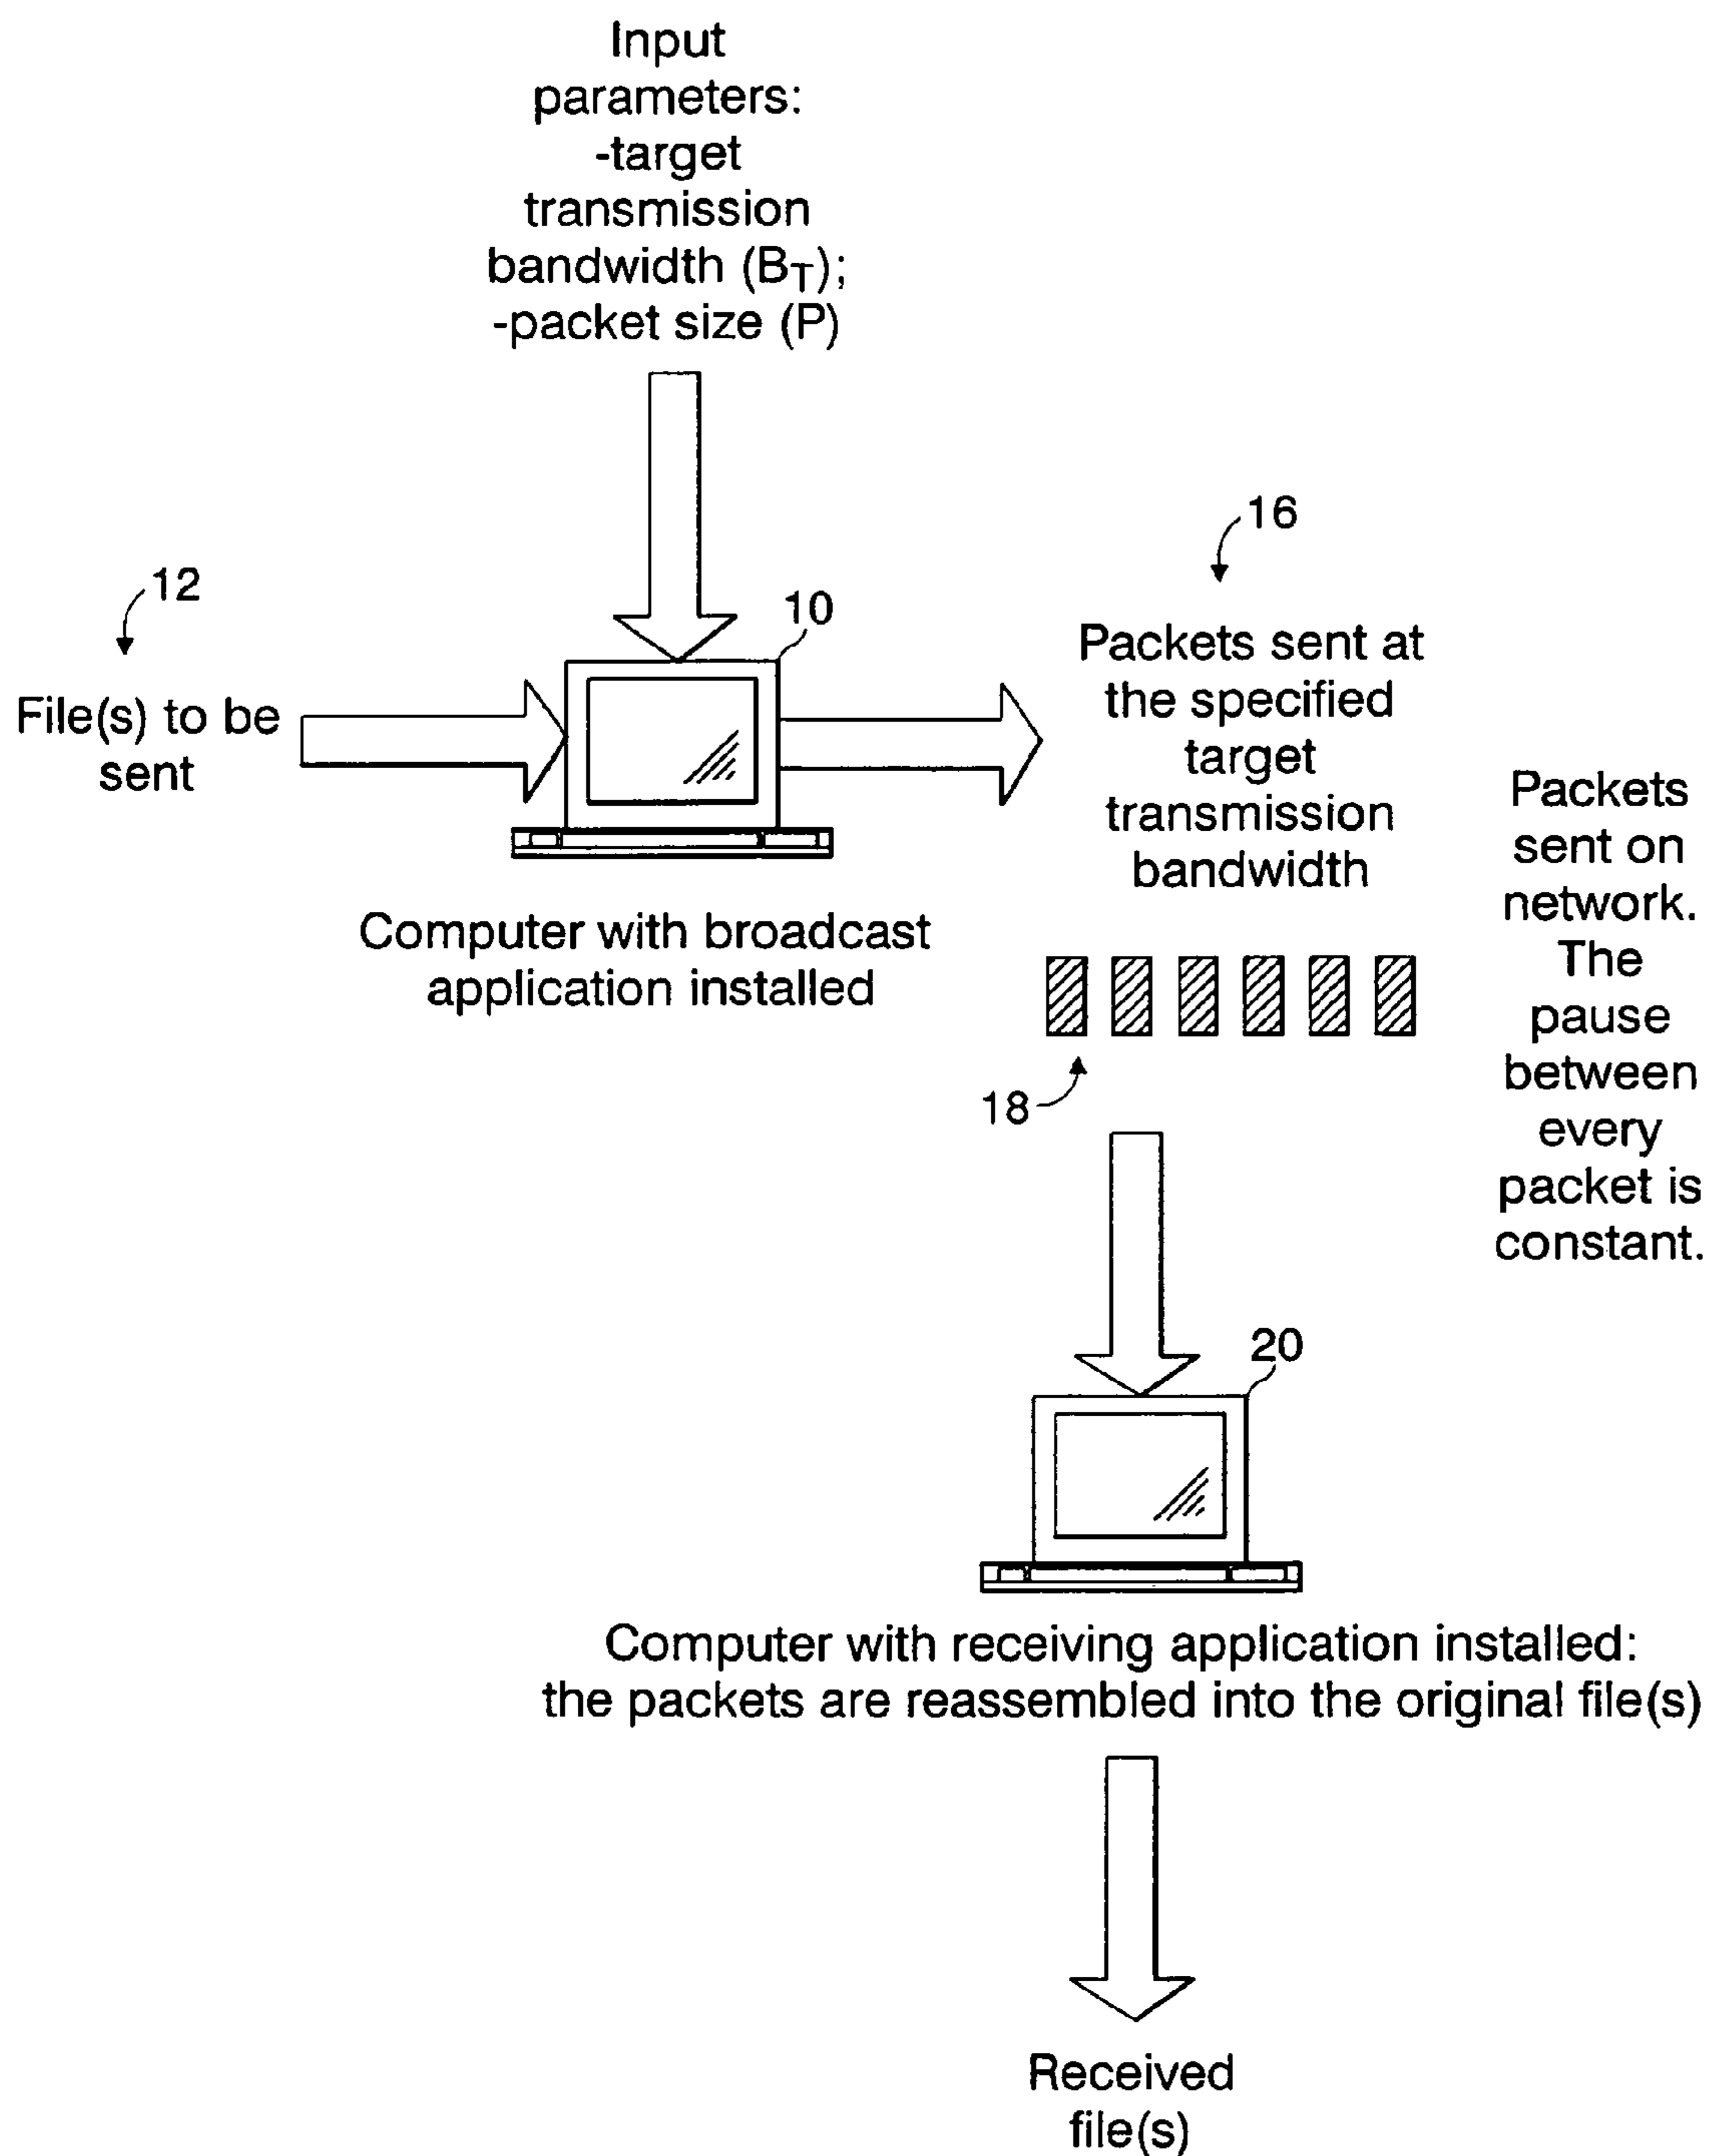 Input
parameters:
-target
transmission
bandwidth (BT);
-packet size (P)
16
12
10
File(s) to be
sent
Packets sent at
the specified
target
transmission
bandwidth
Computer with broadcast
application installed
Packets
sent on
network.
The
pause
between
every
packet is
constant.
18
20
Computer with receiving application installed:
the packets are reassembled into the original file(s)
Received
file(s)